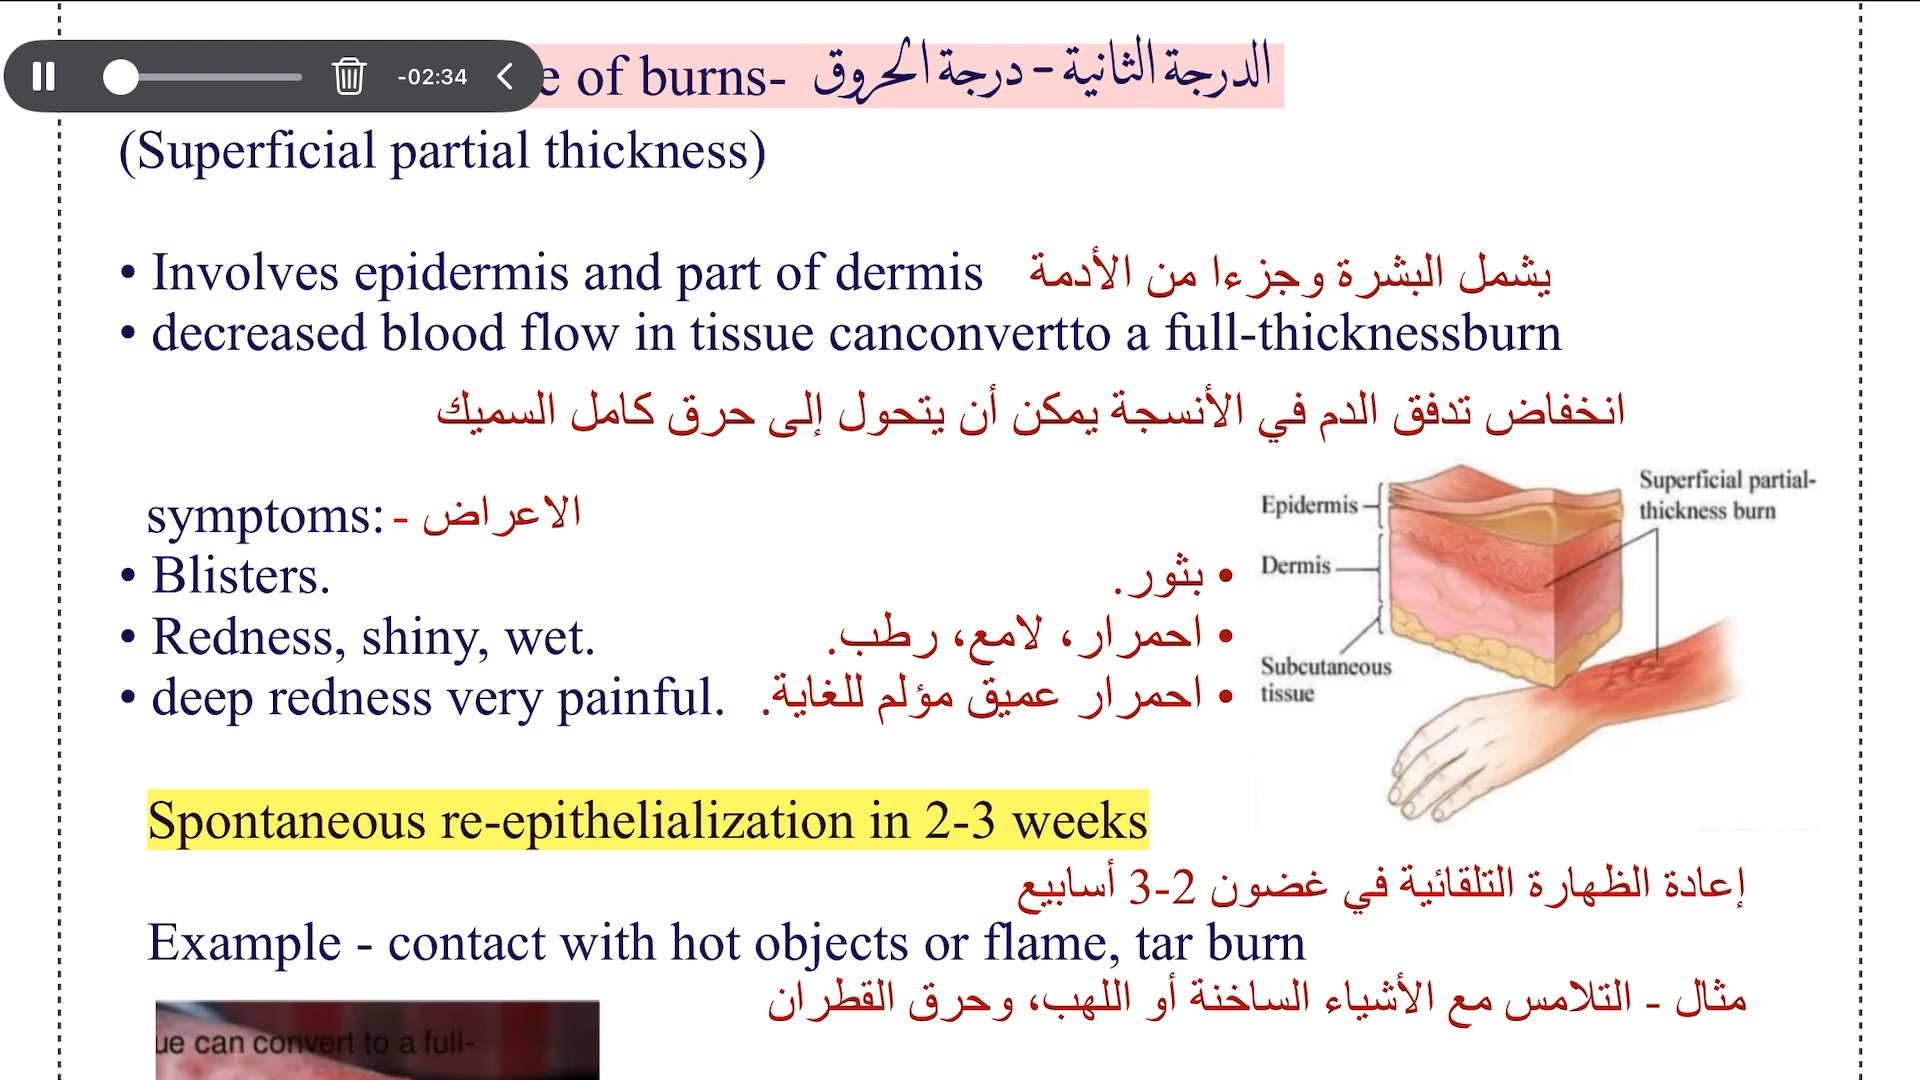 -02:34
e of burns- الدرجة الثانية - درجة الحروق
(Superficial partial thickness)
• Involves epidermis and part of dermis يشمل البشرة وجزءا من الأدمة
• decreased blood flow in tissue canconvertto a full-thicknessburn
انخفاض تدفق الدم في الأنسجة يمكن أن يتحول إلى حرق كامل السميك
symptoms: - الاعراض
• Blisters.
• بثور.
• Redness, shiny, wet.
• احمرار، لامع، رطب.
• deep redness very painful.
• احمرار عميق مؤلم للغاية.
Epidermis
Dermis
Subcutaneous
tissue
Superficial partial-
thickness burn
Spontaneous re-epithelialization in 2-3 weeks
إعادة الظهارة التلقائية في غضون 2-3 أسابيع
Example - contact with hot objects or flame, tar burn
مثال - التلامس مع الأشياء الساخنة أو اللهب، وحرق القطران
ue can convert to a full-